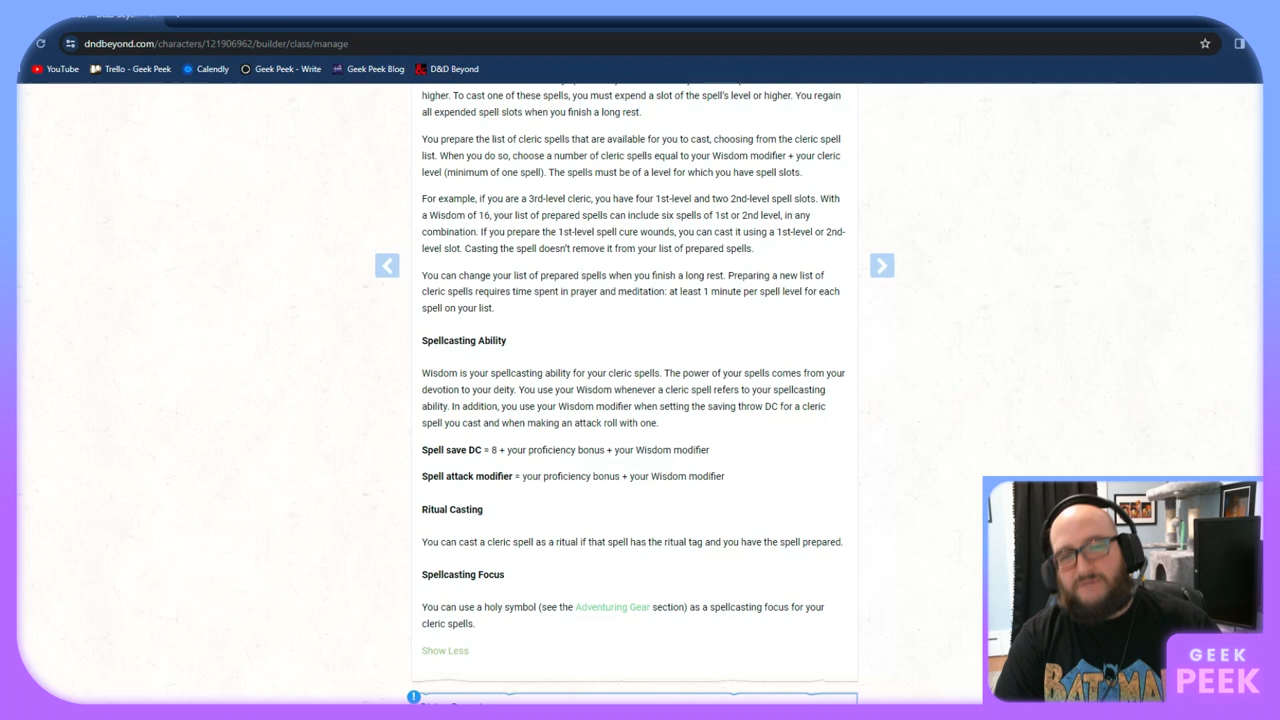 dndbeyond.com/characters/121906962/builder/class/manage
YouTube Trello - Geek Peek Calendly Geek Peek - Write Geek Peek Blog D&D Beyond
higher. To cast one of these spells, you must expend a slot of the spell's level or higher. You regain
all expended spell slots when you finish a long rest.
You prepare the list of cleric spells that are available for you to cast, choosing from the cleric spell
list. When you do so, choose a number of cleric spells equal to your Wisdom modifier + your cleric
level (minimum of one spell). The spells must be of a level for which you have spell slots.
For example, if you are a 3rd-level cleric, you have four 1st-level and two 2nd-level spell slots. With
a Wisdom of 16, your list of prepared spells can include six spells of 1st or 2nd level, in any
combination. If you prepare the 1st-level spell cure wounds, you can cast it using a 1st-level or 2nd-
level slot. Casting the spell doesn't remove it from your list of prepared spells.
You can change your list of prepared spells when you finish a long rest. Preparing a new list of
cleric spells requires time spent in prayer and meditation: at least 1 minute per spell level for each
spell on your list.
Spellcasting Ability
Wisdom is your spellcasting ability for your cleric spells. The power of your spells comes from your
devotion to your deity. You use your Wisdom whenever a cleric spell refers to your spellcasting
ability. In addition, you use your Wisdom modifier when setting the saving throw DC for a cleric
spell you cast and when making an attack roll with one.
Spell save DC = 8 + your proficiency bonus + your Wisdom modifier
Spell attack modifier = your proficiency bonus + your Wisdom modifier
Ritual Casting
You can cast a cleric spell as a ritual if that spell has the ritual tag and you have the spell prepared.
Spellcasting Focus
You can use a holy symbol (see the Adventuring Gear section) as a spellcasting focus for your
cleric spells.
Show Less
!
BATMA
GEEK
PEEK